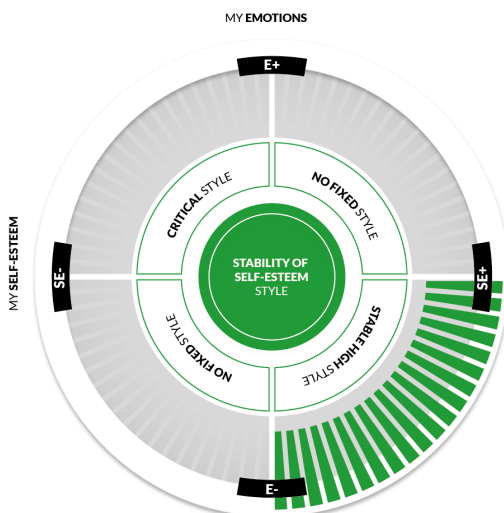 MY EMOTIONS
E+
CRITICAL STYLE
NO FIXED STYLE
MY SELF-ESTEEM
SE-
STABILITY OF
SELF-ESTEEM
STYLE
SE+
NO FIXED STYLE
STABLE HIGH STYLE
E-